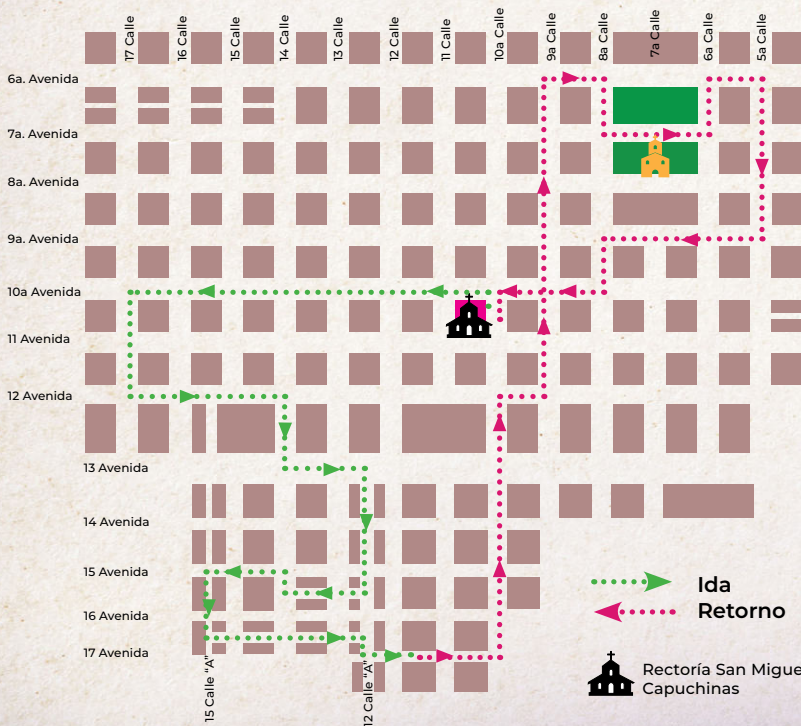 17 Calle
16 Calle
15 Calle
14 Calle
13 Calle
12 Calle
11 Calle
10a Calle
9a Calle
8a Calle
7a Calle
6a Calle
5a Calle
6a. Avenida
7a. Avenida
8a. Avenida
9a. Avenida
10a Avenida
11 Avenida
12 Avenida
13 Avenida
14 Avenida
15 Avenida
16 Avenida
17 Avenida
15 Calle “A”
12 Calle “A”
Ida
Retorno
Rectoría San Migue
Capuchinas